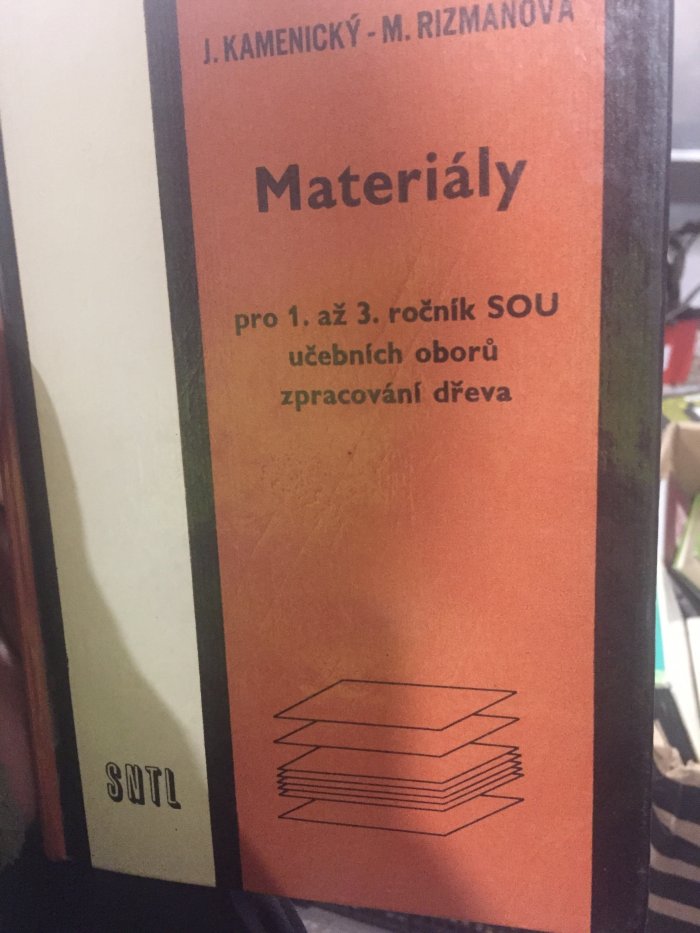 J. KAMENICKÝ - M. RIZMANOVÁ
Materiály
pro 1. až 3. ročník SOU
učebních oborů
zpracování dřeva
SNTL